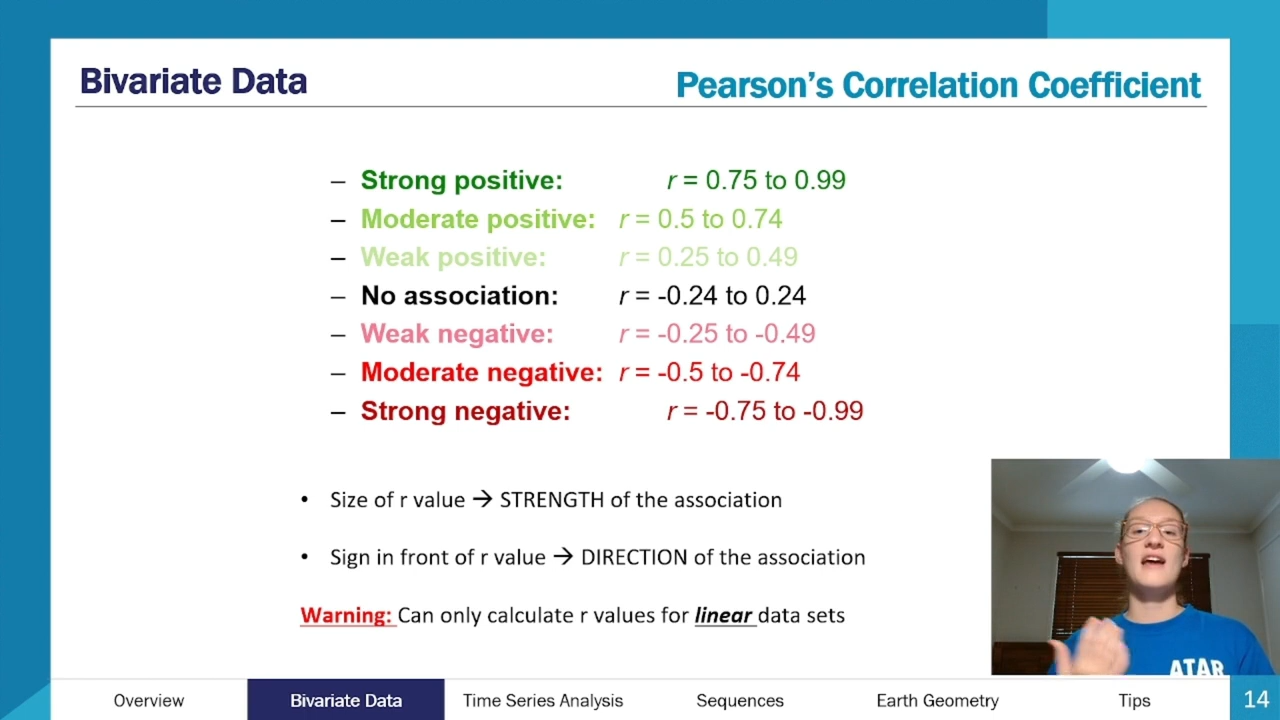 Bivariate Data
Pearson's Correlation Coefficient
– Strong positive: r = 0.75 to 0.99
– Moderate positive: r = 0.5 to 0.74
– Weak positive: r = 0.25 to 0.49
– No association: r = -0.24 to 0.24
– Weak negative: r = -0.25 to -0.49
– Moderate negative: r = -0.5 to -0.74
– Strong negative: r = -0.75 to -0.99
• Size of r value → STRENGTH of the association
• Sign in front of r value → DIRECTION of the association
Warning: Can only calculate r values for linear data sets
ATAR
Overview Bivariate Data Time Series Analysis Sequences Earth Geometry Tips 14